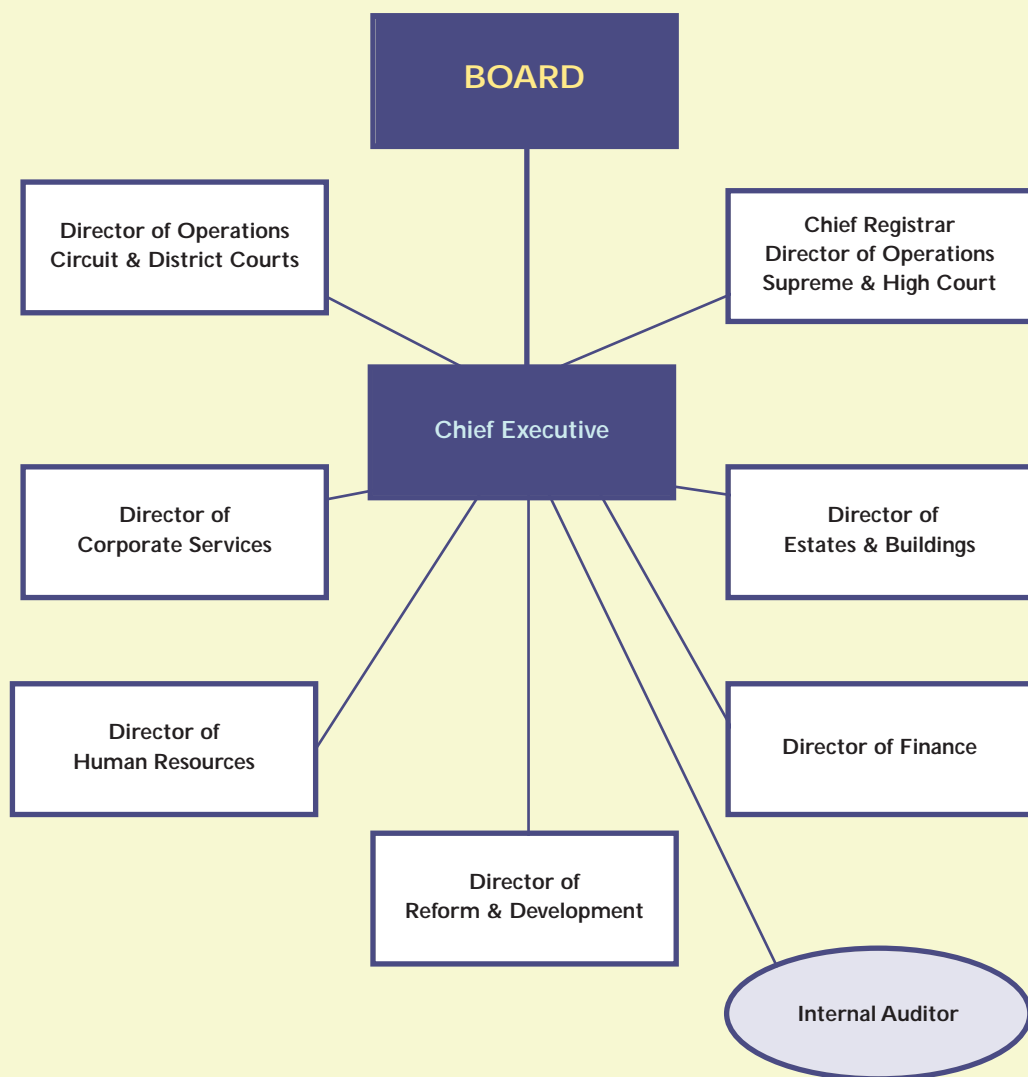 BOARD
Director of Operations
Circuit & District Courts
Chief Registrar
Director of Operations
Supreme & High Court
Chief Executive
Director of
Corporate Services
Director of
Estates & Buildings
Director of
Human Resources
Director of Finance
Director of
Reform & Development
Internal Auditor